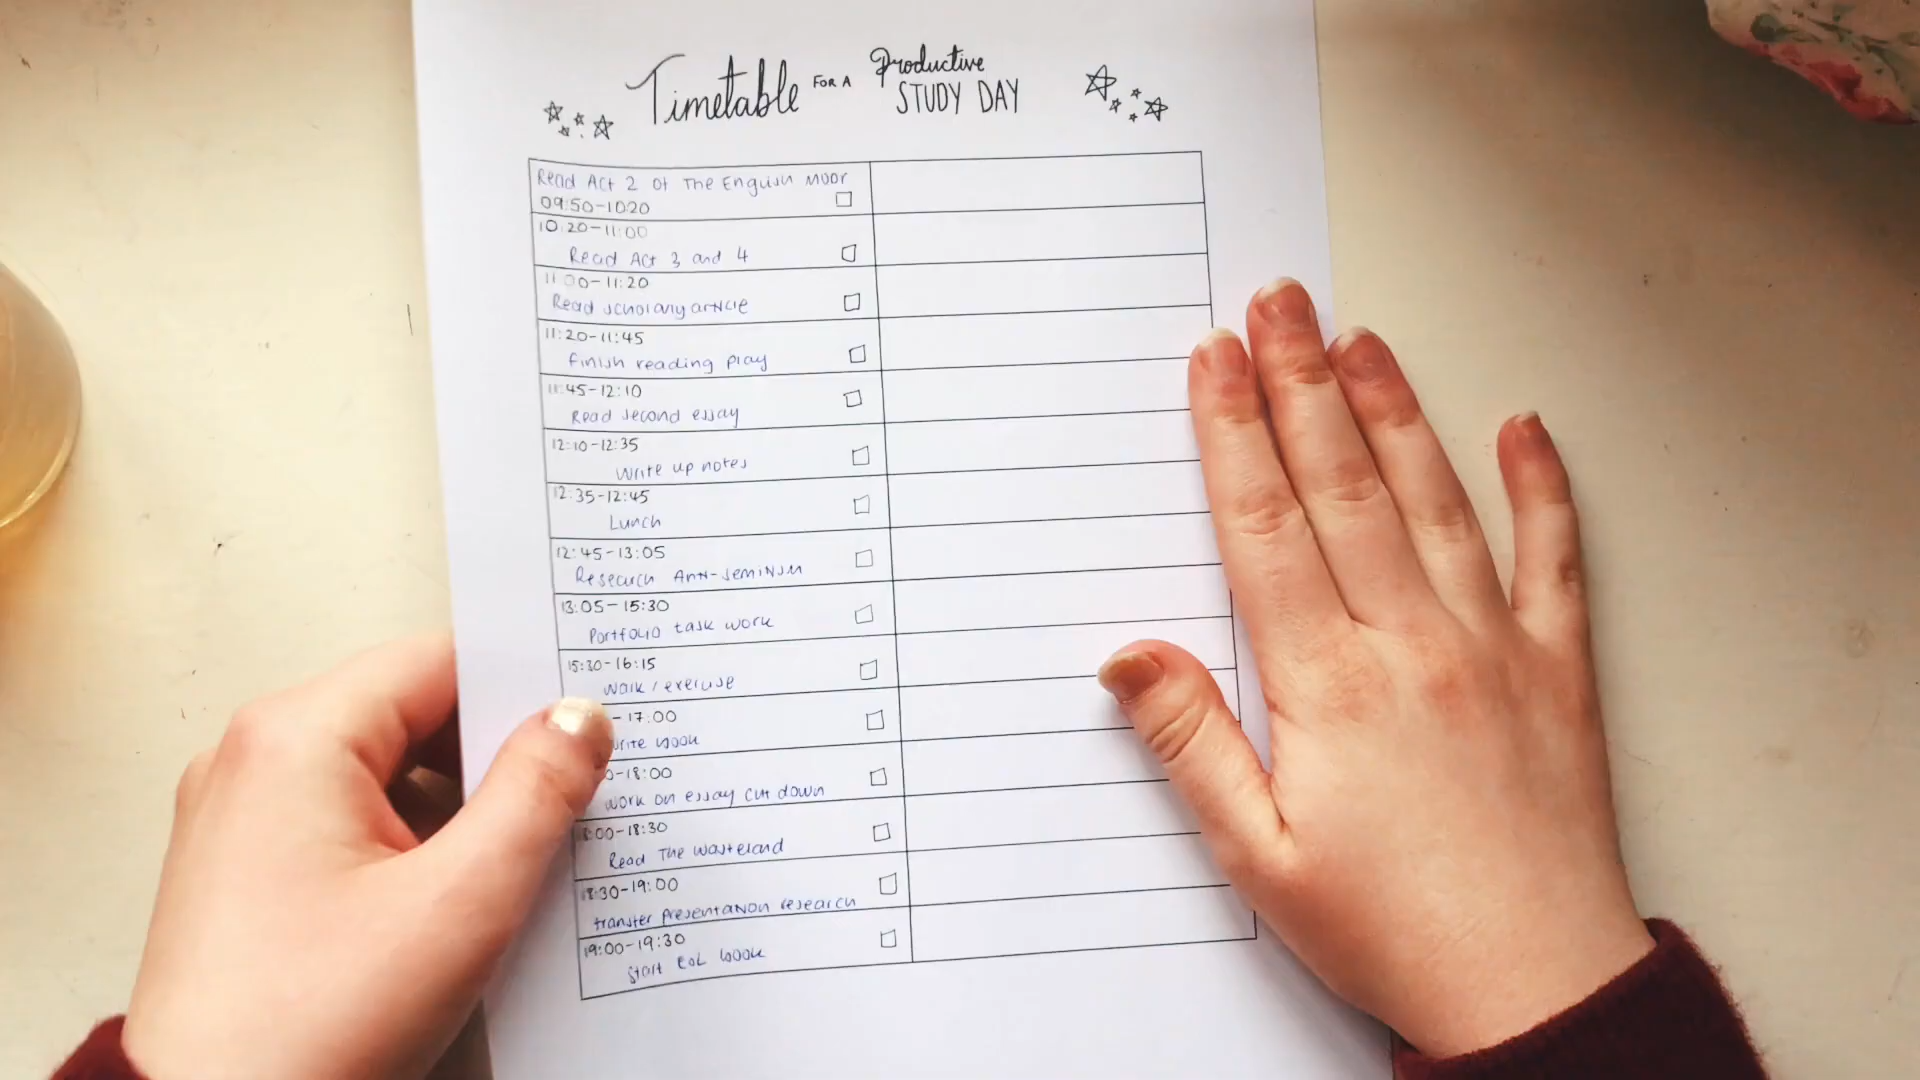 Timetable FOR A Productive
STUDY DAY
Read Act 2 of The English Moor
09:50-10:20
10:20-11:00
Read Act 3 and 4
11:00-11:20
Read scholarly article
11:20-11:45
finish reading play
11:45-12:10
Read second essay
12:10-12:35
Write up notes
12:35-12:45
Lunch
12:45-13:05
Research Anti-Semitism
13:05-15:30
Portfolio task work
15:30-16:15
walk/exercise
-17:00
write book
0-18:00
work on essay cut down
8:00-18:30
Read The Wasteland
18:30-19:00
transfer presentation research
19:00-19:30
start book